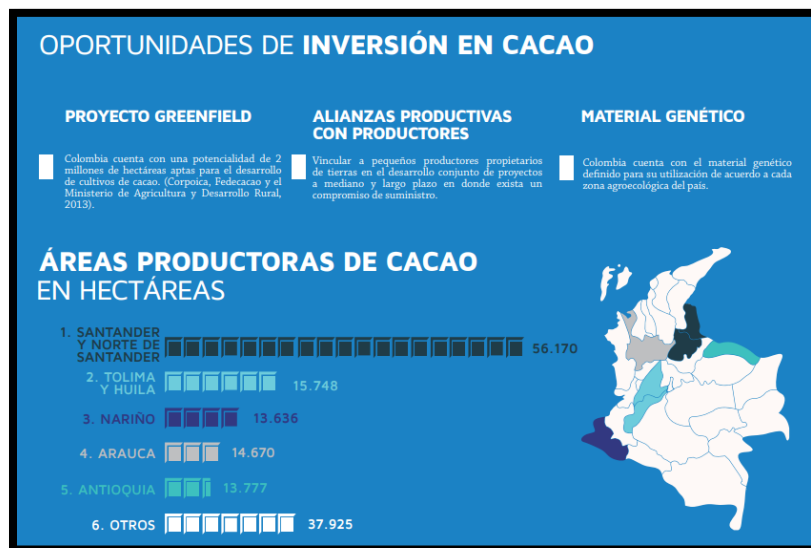 OPORTUNIDADES DE INVERSIÓN EN CACAO
PROYECTO GREENFIELD
Colombia cuenta con una potencialidad de 2
millones de hectáreas aptas para el desarrollo
de cultivos de cacao. (Corpoica, Fedecacao y el
Ministerio de Agricultura y Desarrollo Rural,
2013).
ALIANZAS PRODUCTIVAS
CON PRODUCTORES
Vincular a pequeños productores propietarios
de tierras en el desarrollo conjunto de proyectos
a mediano y largo plazo en donde exista un
compromiso de suministro.
MATERIAL GENÉTICO
Colombia cuenta con el material genético
definido para su utilización de acuerdo a cada
zona agroecológica del país.
ÁREAS PRODUCTORAS DE CACAO
EN HECTÁREAS
1. SANTANDER
Y NORTE DE
SANTANDER
56.170
2. TOLIMA
Y HUILA
15.748
3. NARIÑO
13.636
4. ARAUCA
14.670
5. ANTIOQUIA
13.777
6. OTROS
37.925